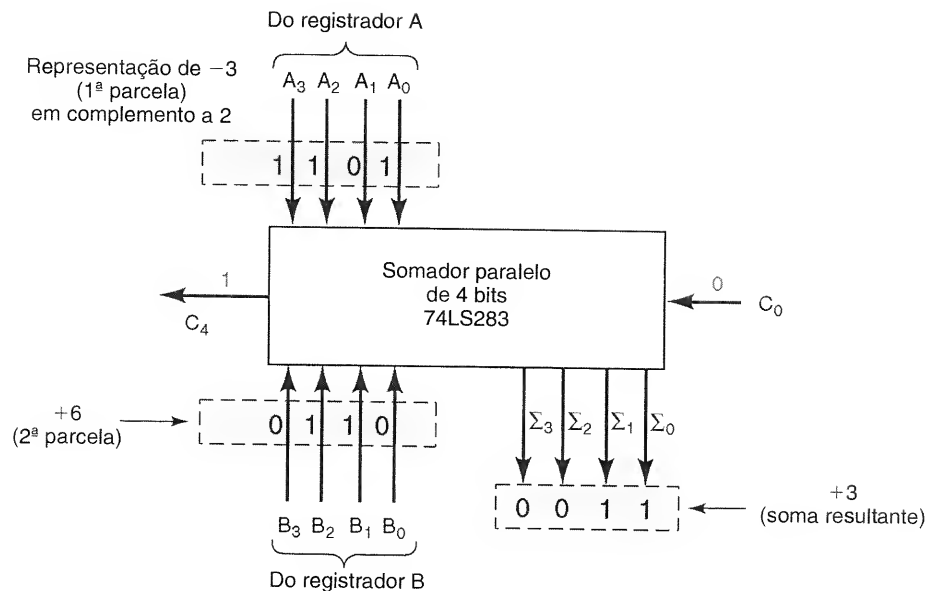 Do registrador A
Representação de −3
(1ª parcela)
em complemento a 2
A3 A2 A1 A0
1 1 0 1
Somador paralelo
de 4 bits
74LS283
1
C4
0
C0
+6
(2ª parcela)
0 1 1 0
Σ3 Σ2 Σ1 Σ0
0 0 1 1
+3
(soma resultante)
B3 B2 B1 B0
Do registrador B